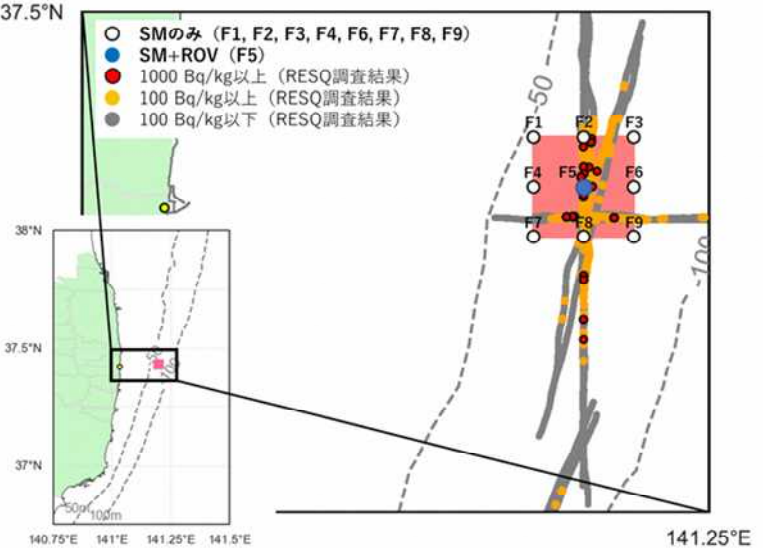 37.5°N
SMのみ (F1, F2, F3, F4, F6, F7, F8, F9)
SM+ROV (F5)
1000 Bq/kg以上（RESQ調査結果）
100 Bq/kg以上（RESQ調査結果）
100 Bq/kg以下（RESQ調査結果）
50
F1 F2 F3
F4 F5 F6
F7 F8 F9
100
38°N
37.5°N
50
100
37°N
50m 100m
140.75°E 141°E 141.25°E 141.5°E
141.25°E